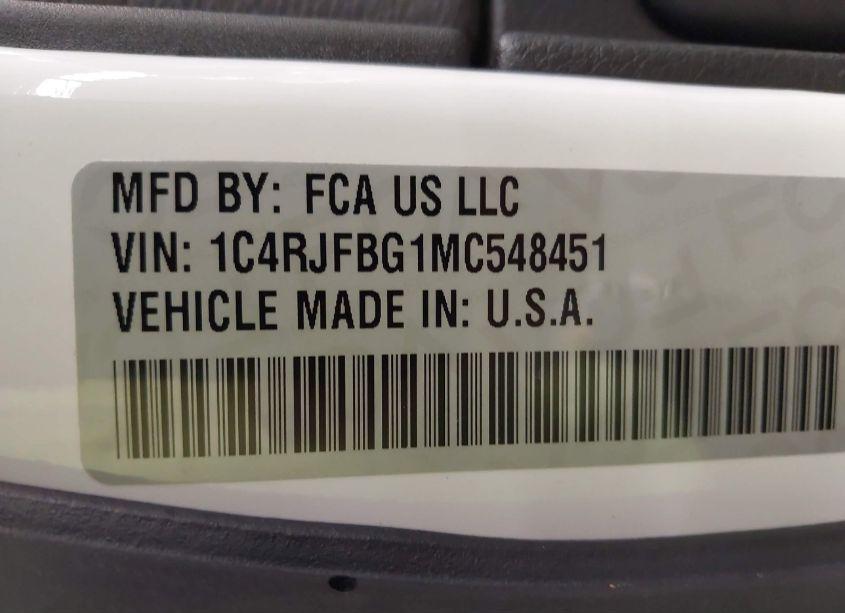 MFD BY: FCA US LLC
VIN: 1C4RJFBG1MC548451
VEHICLE MADE IN: U.S.A.